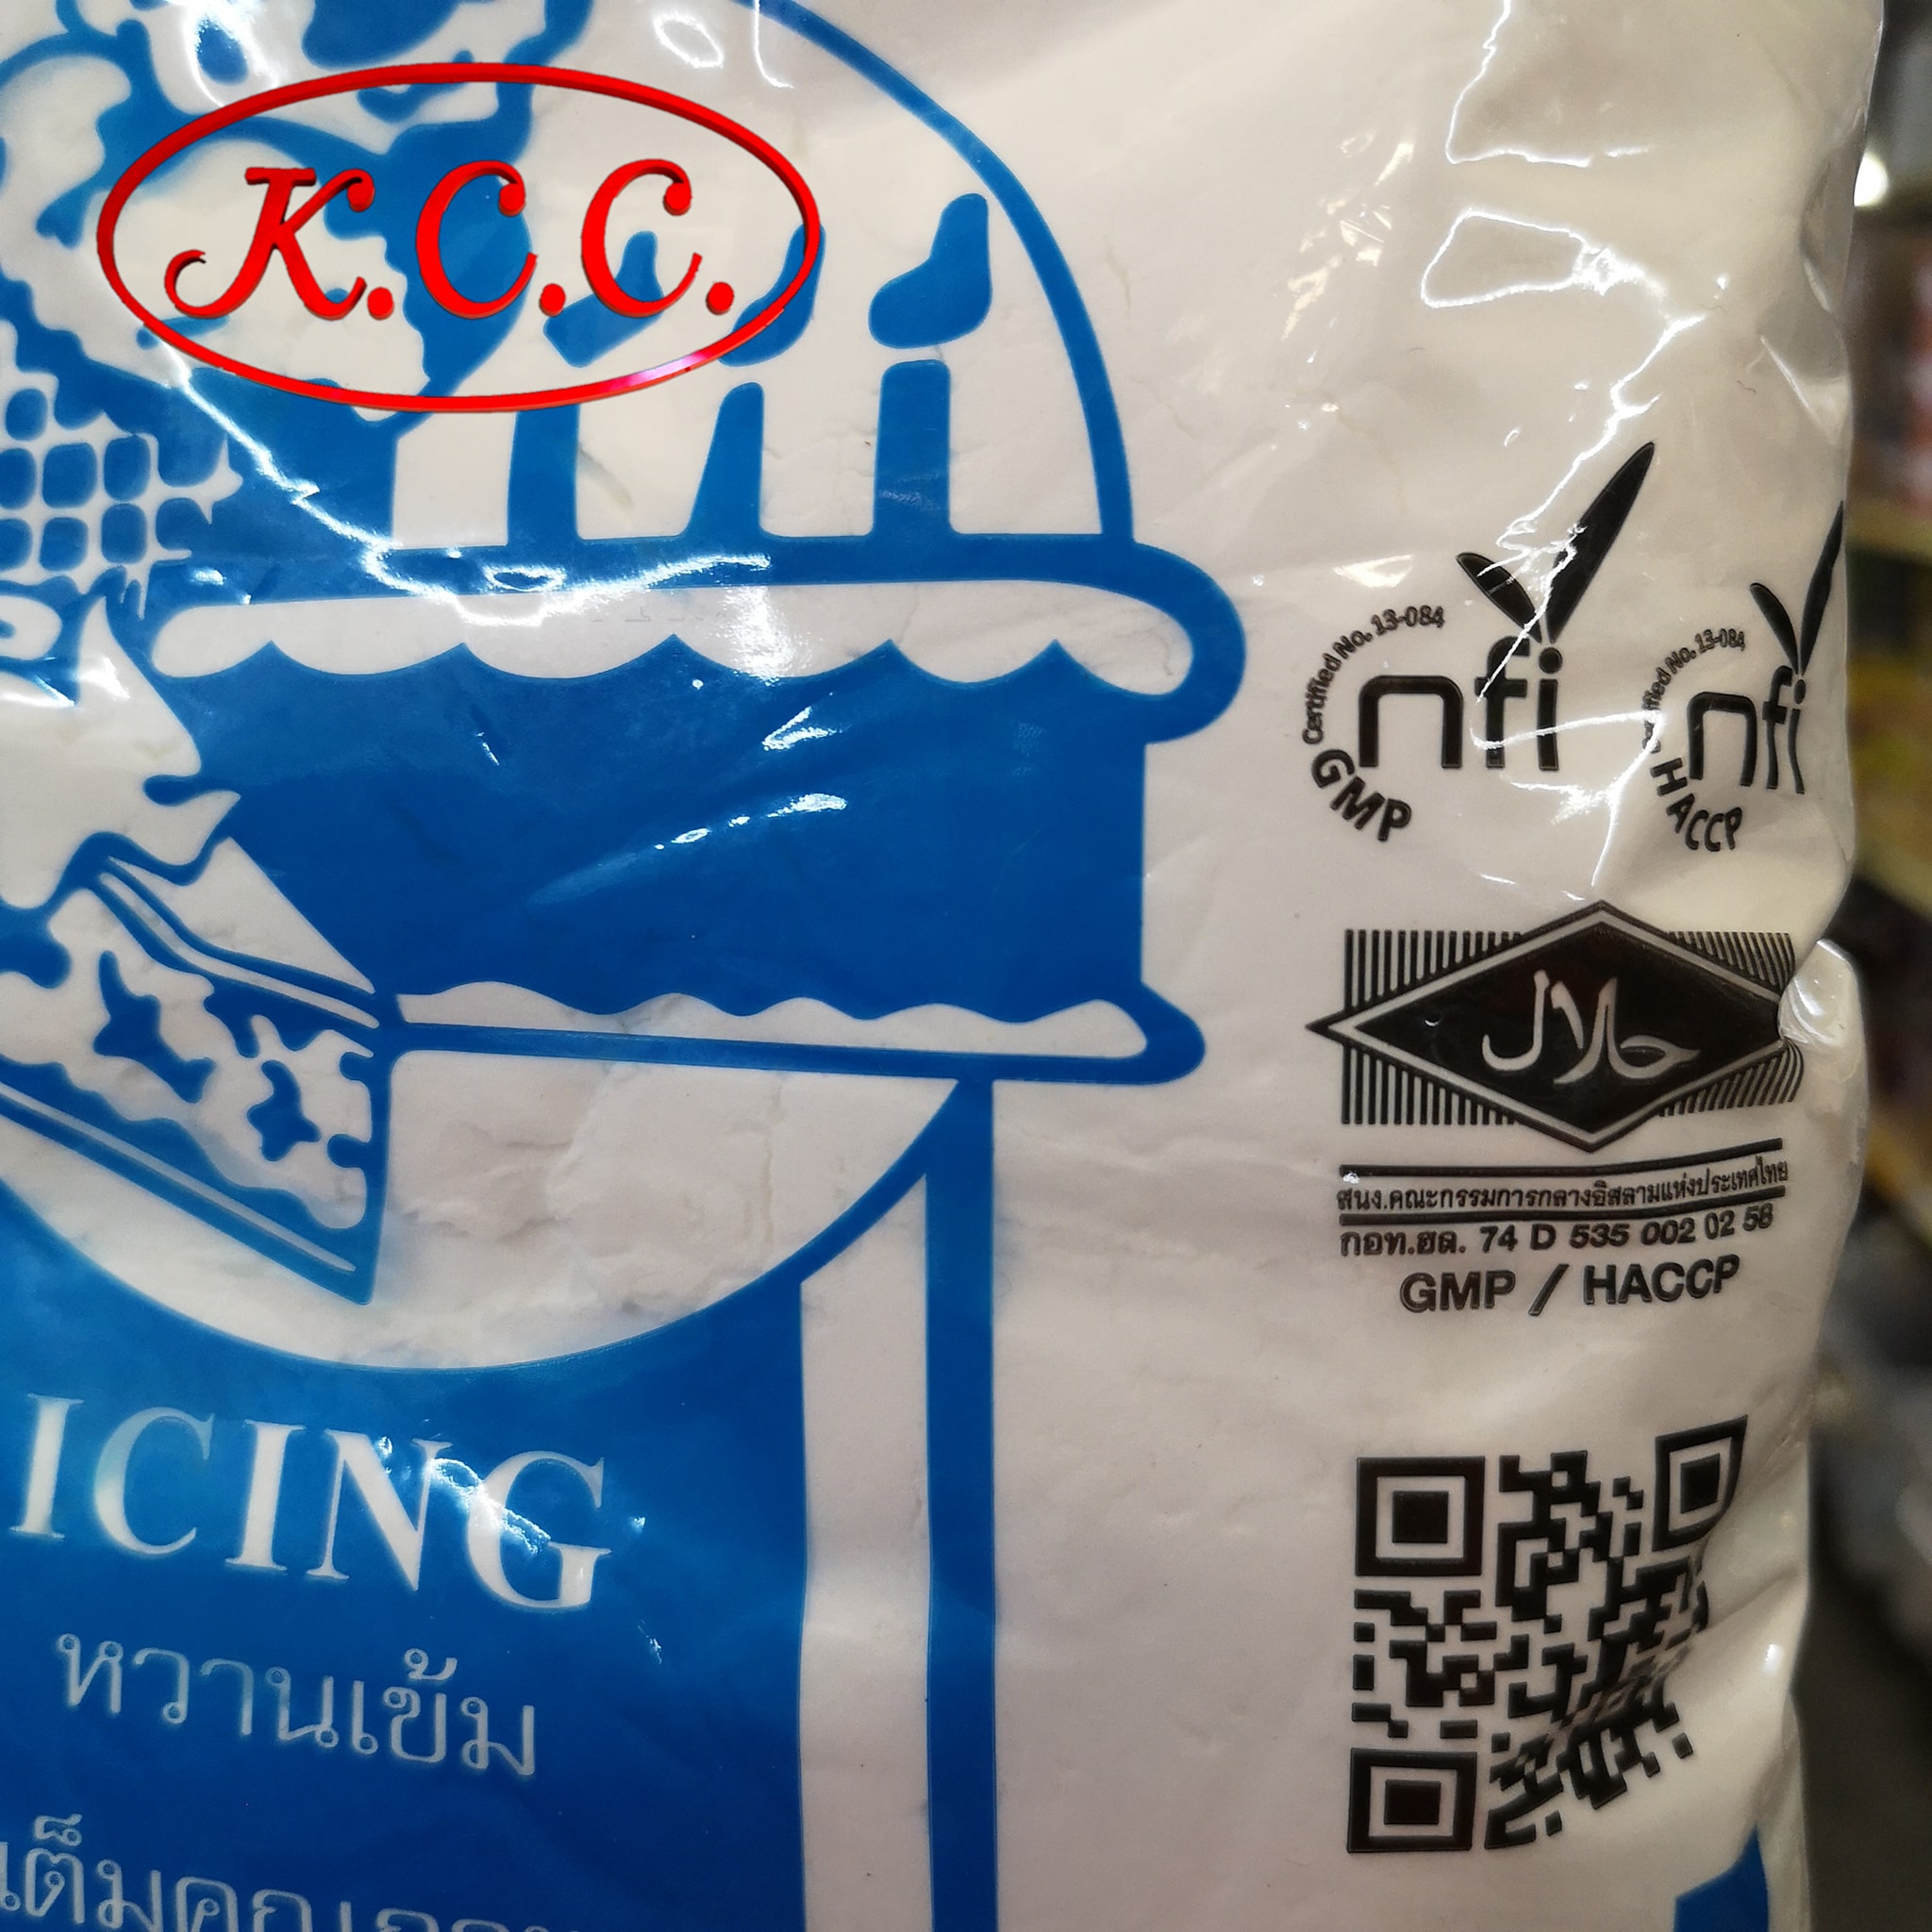 K.C.C.
Certified No. 13-084
nfi
GMP
Certified No. 13-084
nfi
HACCP
حلال
สนง.คณะกรรมการกลางอิสลามแห่งประเทศไทย
กอท.ฮล. 74 D 535 002 02 58
GMP / HACCP
ICING
หวานเข้ม